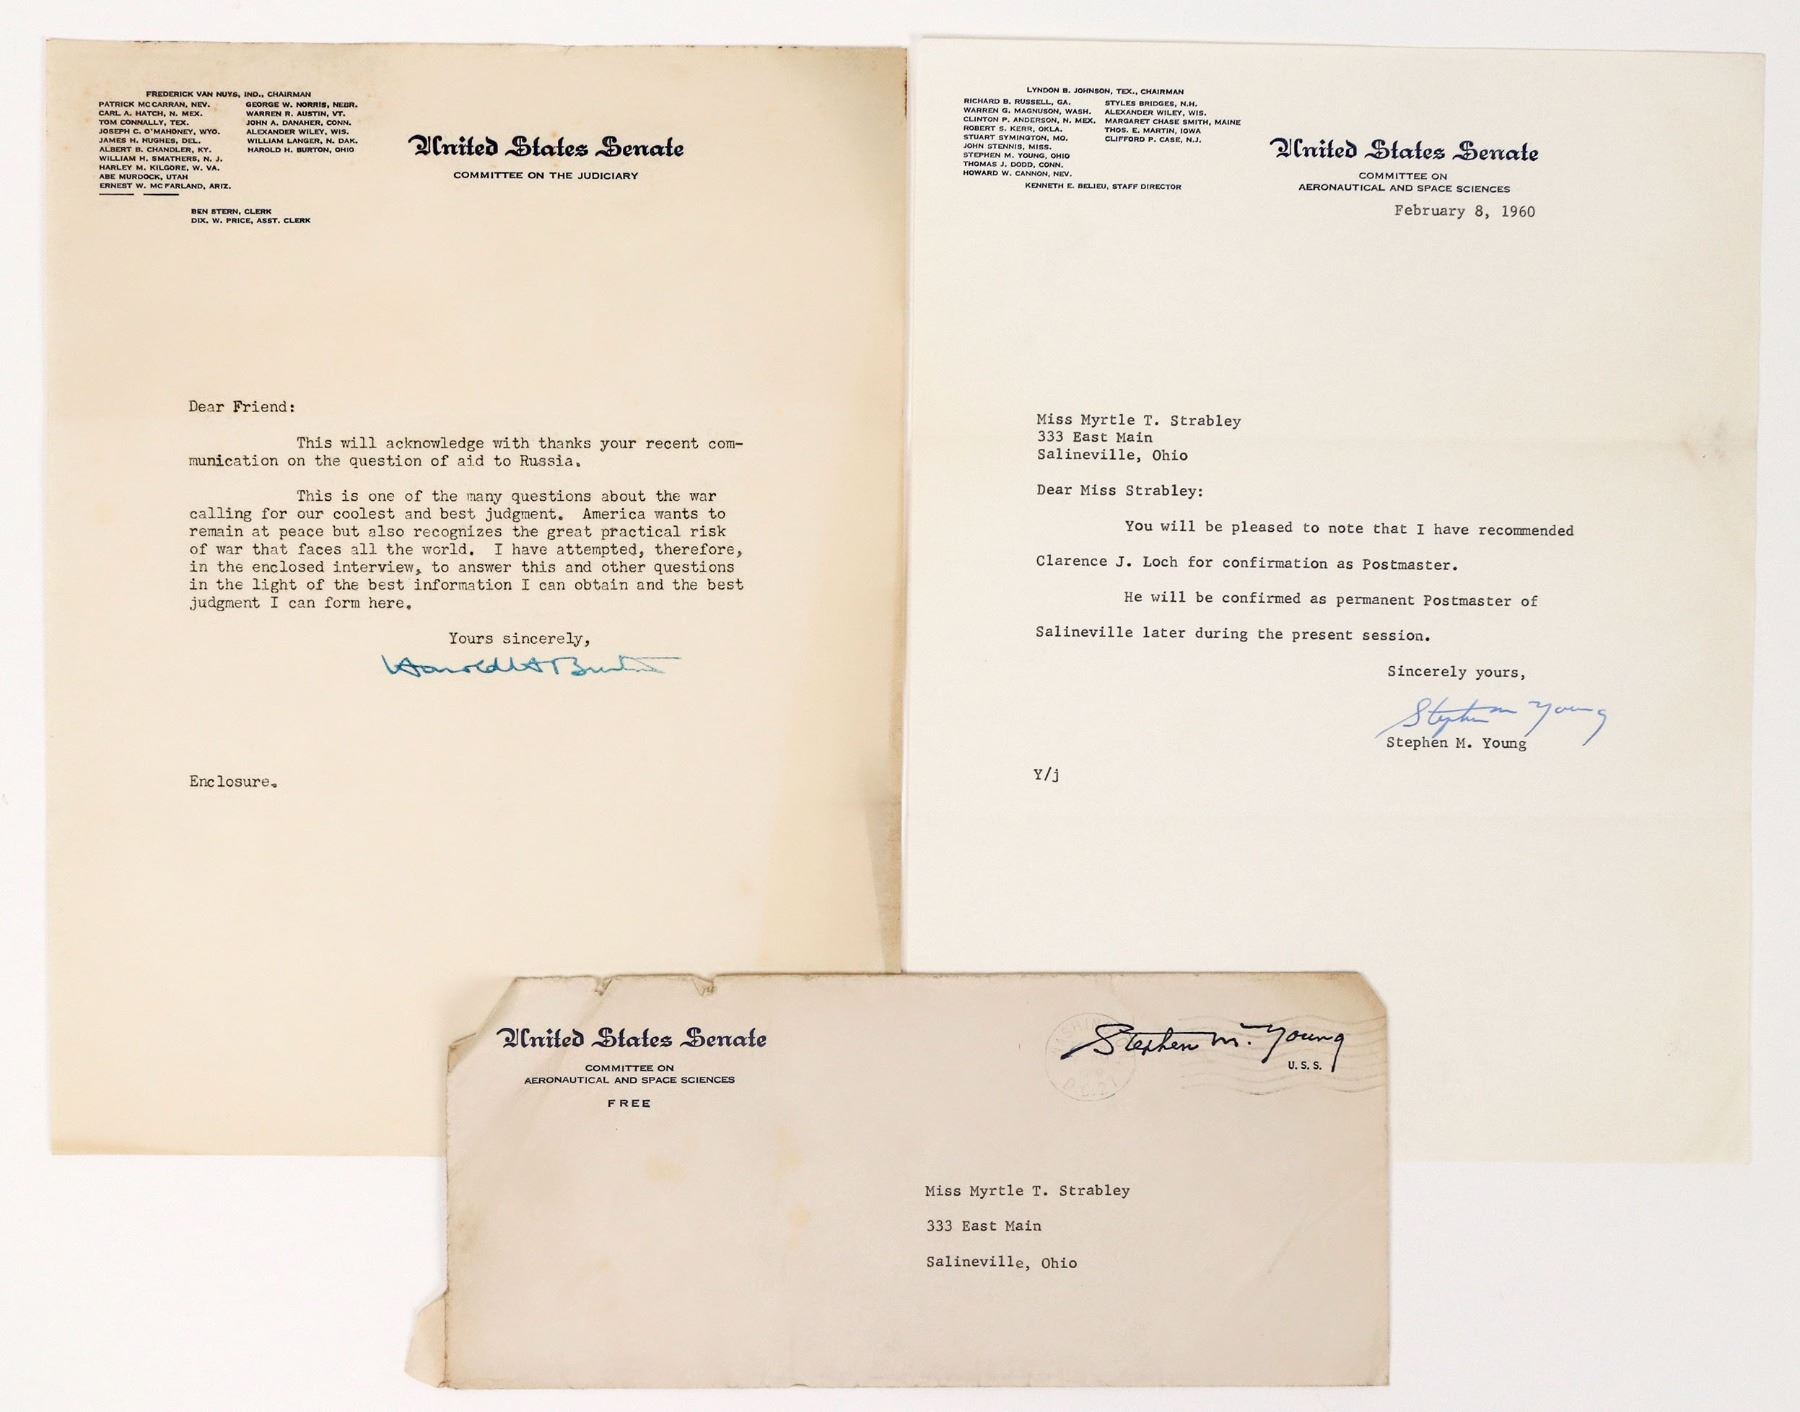 FREDERICK VAN NUYS, IND., CHAIRMAN
PATRICK MCCARRAN, NEV.
CARL A. HATCH, N. MEX.
TOM CONNALLY, TEX.
JOSEPH C. O'MAHONEY, WYO.
JAMES H. HUGHES, DEL.
ALBERT B. CHANDLER, KY.
WILLIAM H. SMATHERS, N. J.
HARLEY M. KILGORE, W. VA.
ABE MURDOCK, UTAH
ERNEST W. MCFARLAND, ARIZ.
GEORGE W. NORRIS, NEBR.
WARREN R. AUSTIN, VT.
JOHN A. DANAHER, CONN.
ALEXANDER WILEY, WIS.
WILLIAM LANGER, N. DAK.
HAROLD H. BURTON, OHIO
BEN STERN, CLERK
DIX. W. PRICE, ASST. CLERK
United States Senate
COMMITTEE ON THE JUDICIARY
Dear Friend:
This will acknowledge with thanks your recent com-
munication on the question of aid to Russia.
This is one of the many questions about the war
calling for our coolest and best judgment. America wants to
remain at peace but also recognizes the great practical risk
of war that faces all the world. I have attempted, therefore,
in the enclosed interview, to answer this and other questions
in the light of the best information I can obtain and the best
judgment I can form here.
Yours sincerely,
Harold H Burton
Enclosure.
LYNDON B. JOHNSON, TEX., CHAIRMAN
RICHARD B. RUSSELL, GA.
WARREN G. MAGNUSON, WASH.
CLINTON P. ANDERSON, N. MEX.
ROBERT S. KERR, OKLA.
STUART SYMINGTON, MO.
JOHN STENNIS, MISS.
STEPHEN M. YOUNG, OHIO
THOMAS J. DODD, CONN.
HOWARD W. CANNON, NEV.
STYLES BRIDGES, N.H.
ALEXANDER WILEY, WIS.
MARGARET CHASE SMITH, MAINE
THOS. E. MARTIN, IOWA
CLIFFORD P. CASE, N.J.
KENNETH E. BELIEU, STAFF DIRECTOR
United States Senate
COMMITTEE ON
AERONAUTICAL AND SPACE SCIENCES
February 8, 1960
Miss Myrtle T. Strabley
333 East Main
Salineville, Ohio
Dear Miss Strabley:
You will be pleased to note that I have recommended
Clarence J. Loch for confirmation as Postmaster.
He will be confirmed as permanent Postmaster of
Salineville later during the present session.
Sincerely yours,
Stephen M Young
Stephen M. Young
Y/j
United States Senate
COMMITTEE ON
AERONAUTICAL AND SPACE SCIENCES
FREE
Stephen M. Young
U. S. S.
Miss Myrtle T. Strabley
333 East Main
Salineville, Ohio